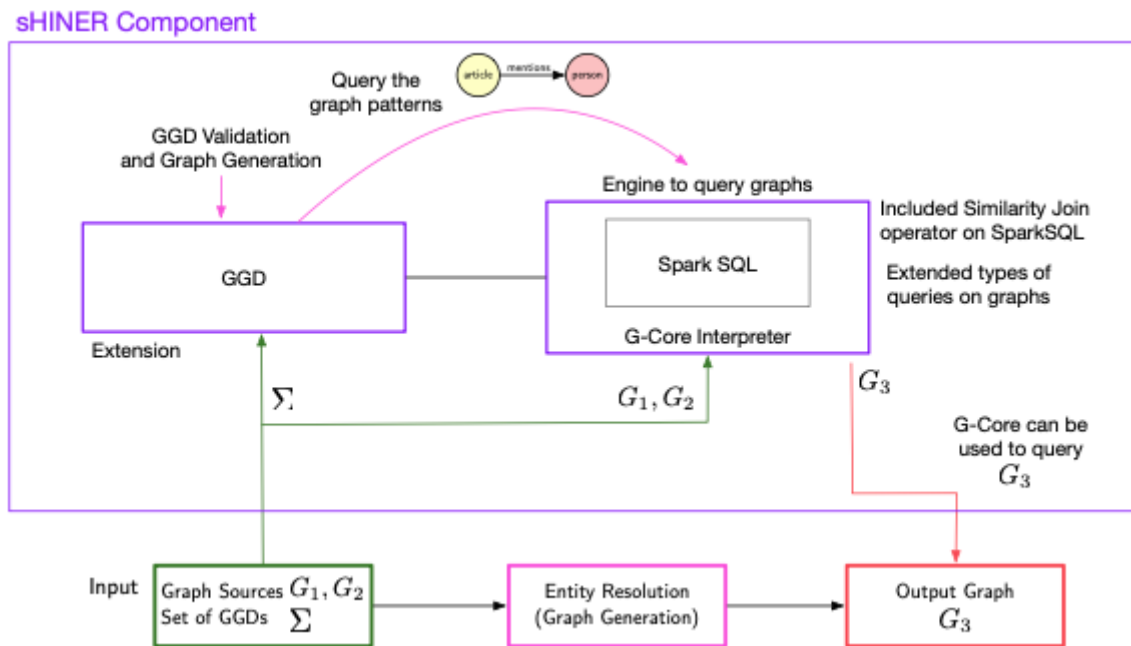 sHINER Component
article
mentions
person
Query the
graph patterns
GGD Validation
and Graph Generation
Engine to query graphs
Included Similarity Join
operator on SparkSQL
Spark SQL
GGD
Extended types of
queries on graphs
G-Core Interpreter
Extension
Σ
G₁, G₂
G₃
G-Core can be
used to query
G₃
Input
Graph Sources G₁, G₂
Set of GGDs Σ
Entity Resolution
(Graph Generation)
Output Graph
G₃